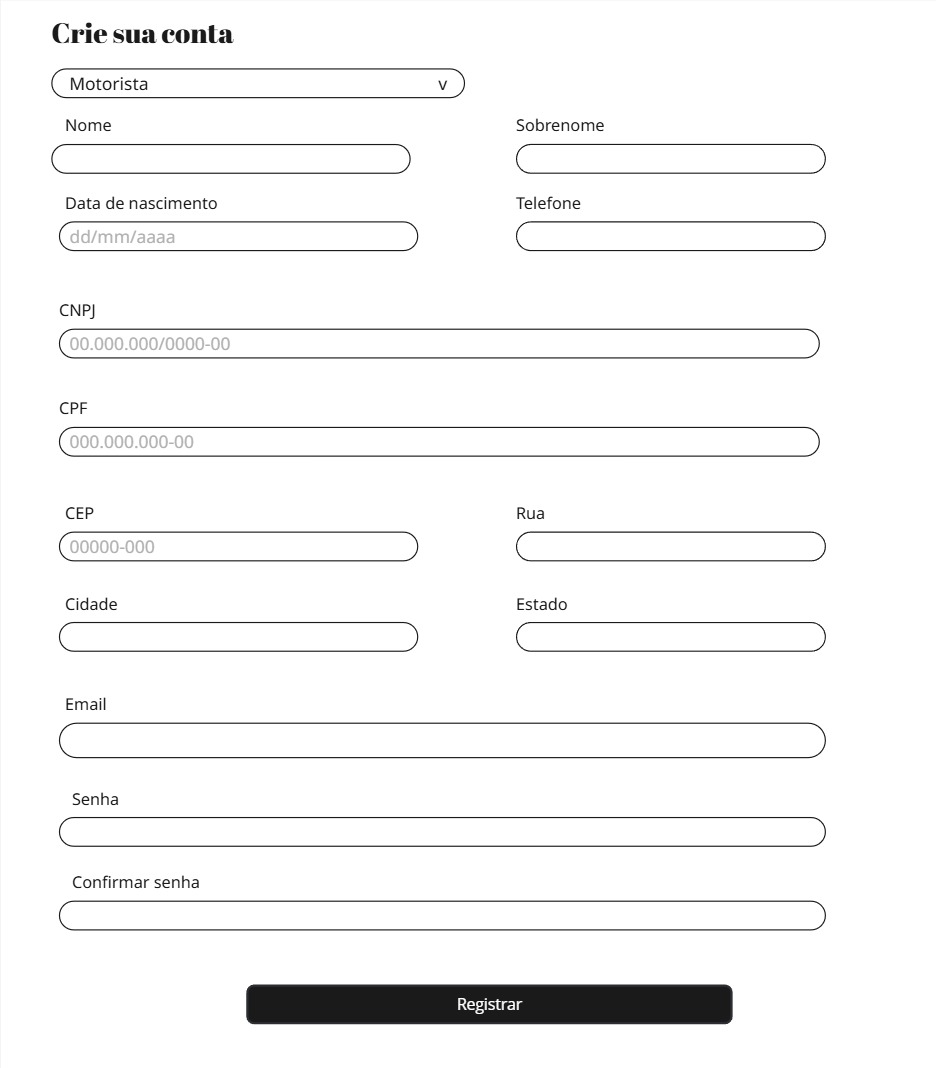 Crie sua conta
Motorista v
Nome Sobrenome
Data de nascimento Telefone
dd/mm/aaaa
CNPJ
00.000.000/0000-00
CPF
000.000.000-00
CEP Rua
00000-000
Cidade Estado
Email
Senha
Confirmar senha
Registrar